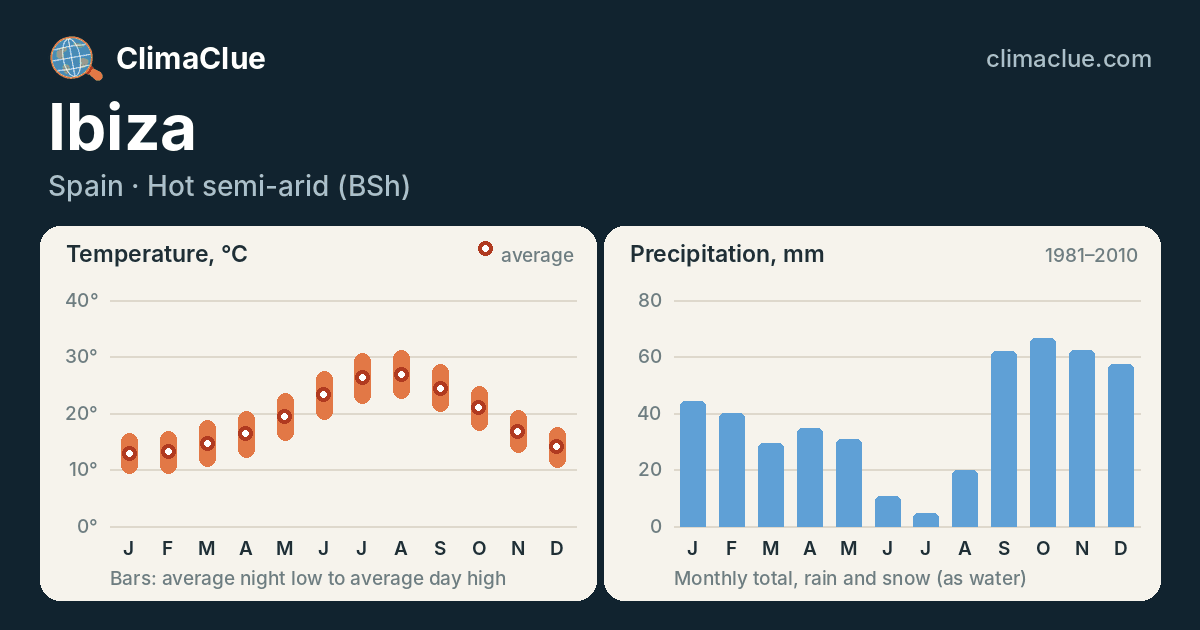 ClimaClue
climaclue.com
Ibiza
Spain · Hot semi-arid (BSh)
Temperature, °C
average
40°
30°
20°
10°
0°
J F M A M J J A S O N D
Bars: average night low to average day high
Precipitation, mm
1981–2010
80
60
40
20
0
J F M A M J J A S O N D
Monthly total, rain and snow (as water)